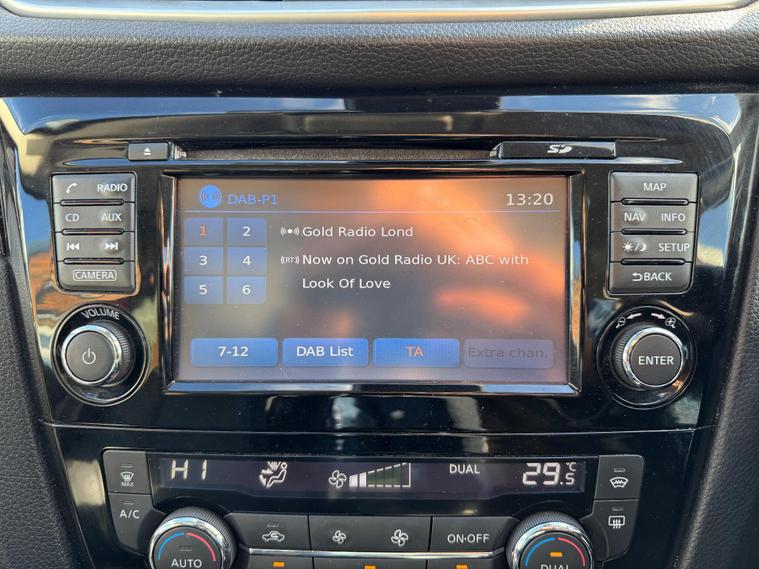 SD
RADIO
CD AUX
CAMERA
VOLUME
DAB-P1 13:20
1 2 Gold Radio Lond
3 4 (RT) Now on Gold Radio UK: ABC with
5 6 Look Of Love
7-12 DAB List TA Extra chan.
MAP
NAV INFO
SETUP
BACK
ENTER
MAX
HI DUAL 29.5 °C
A/C
AUTO
ON·OFF
DUAL